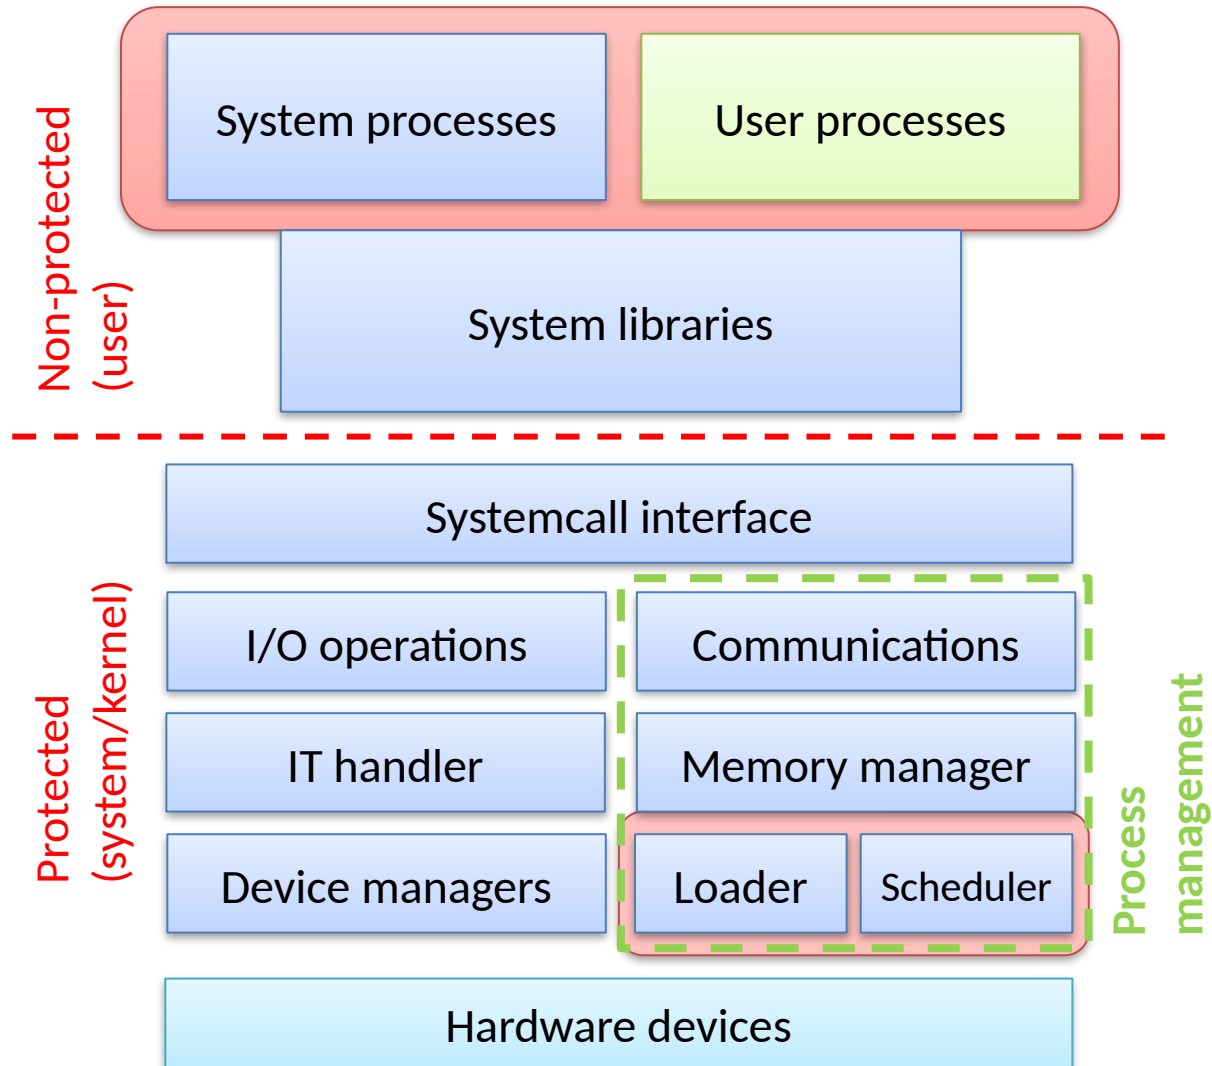 System processes
User processes
Non-protected
(user)
System libraries
Systemcall interface
Protected
(system/kernel)
I/O operations
Communications
IT handler
Memory manager
Process
management
Device managers
Loader
Scheduler
Hardware devices